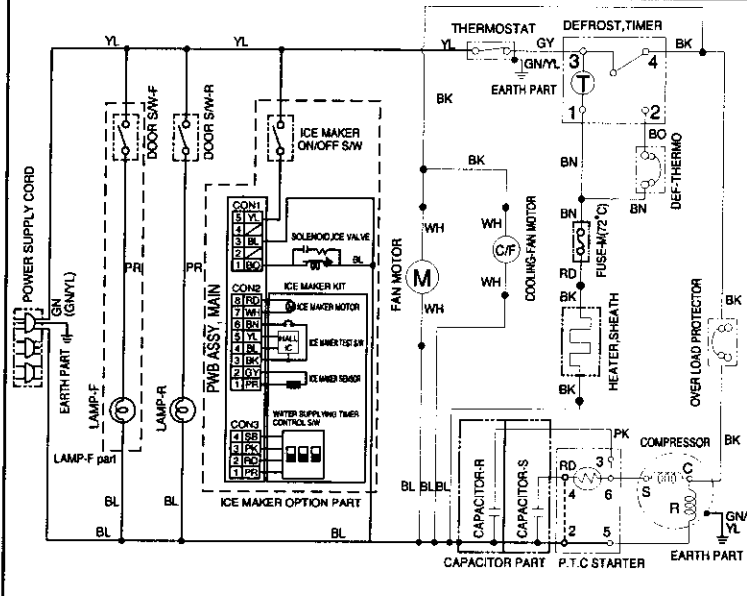 THERMOSTAT
DEFROST,TIMER
YL
YL
YL
GY
3
4
BK
GN/YL
EARTH PART
T
1
2
BK
BO
DEF-THERMO
BN
BN
BK
DOOR S/W-F
DOOR S/W-R
ICE MAKER
ON/OFF S/W
POWER SUPPLY CORD
GN
(GN/YL)
EARTH PART
PR
PR
PWB ASSY, MAIN
CON1
5 YL
4
3 BL
2
1 BO
SOLENOID,ICE VALVE
BL
CON2
ICE MAKER KIT
8 RD
7 WH
6 BN
5 YL
4 BL
3 BK
2 GY
1 PR
ICE MAKER MOTOR
HALL
IC
ICE MAKER TEST S/W
ICE MAKER SENSOR
WATER SUPPLYING TIMER
CONTROL S/W
CON3
4 SB
3 PK
2 RD
1 PR
LAMP-F
LAMP-R
LAMP-F part
ICE MAKER OPTION PART
BL
BL
BL
BL
WH
WH
FAN MOTOR
M
C/F
WH
WH
COOLING-FAN MOTOR
BN
FUSE-M(72°C)
RD
BK
HEATER,SHEATH
BK
OVER LOAD PROTECTOR
BK
BK
BL
BL
BL
CAPACITOR-R
CAPACITOR-S
CAPACITOR PART
PK
RD
3
4
6
2
5
P.T.C STARTER
COMPRESSOR
S
C
R
GN/
YL
EARTH PART